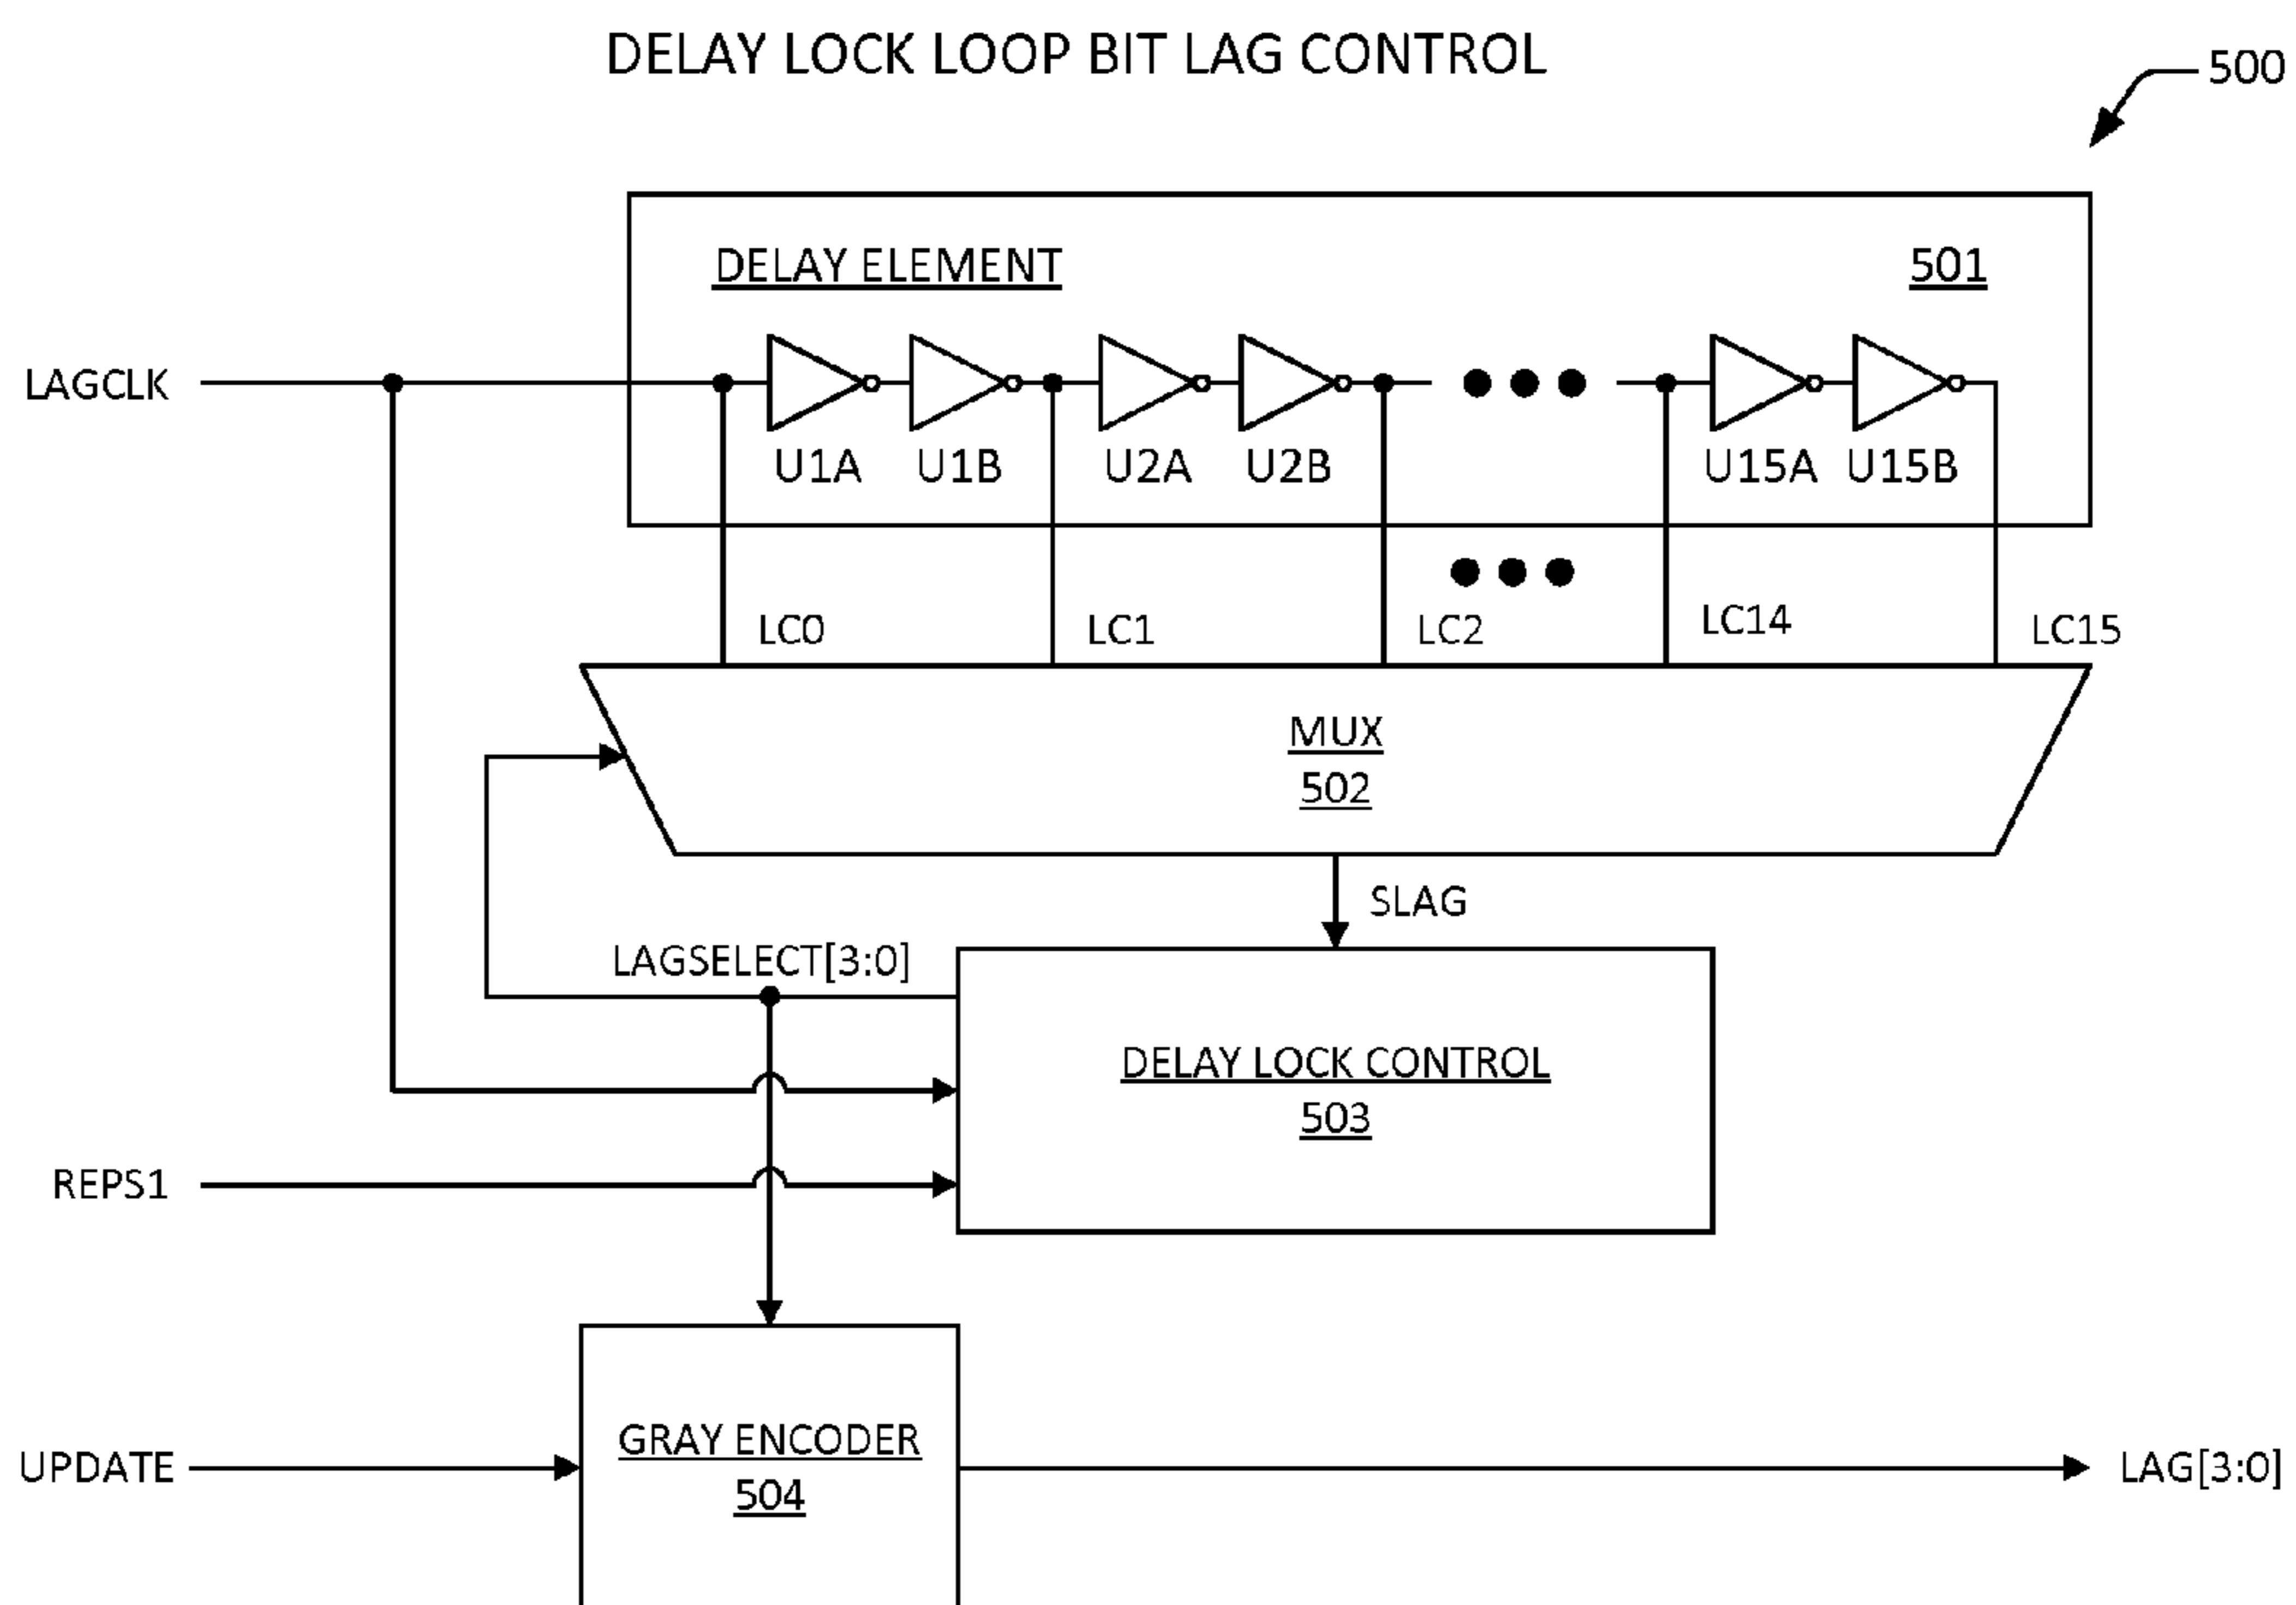 DELAY LOCK LOOP BIT LAG CONTROL
500
DELAY ELEMENT
501
LAGCLK
U1A
U1B
U2A
U2B
U15A
U15B
LC0
LC1
LC2
LC14
LC15
MUX
502
SLAG
LAGSELECT[3:0]
DELAY LOCK CONTROL
503
REPS1
GRAY ENCODER
504
UPDATE
LAG[3:0]